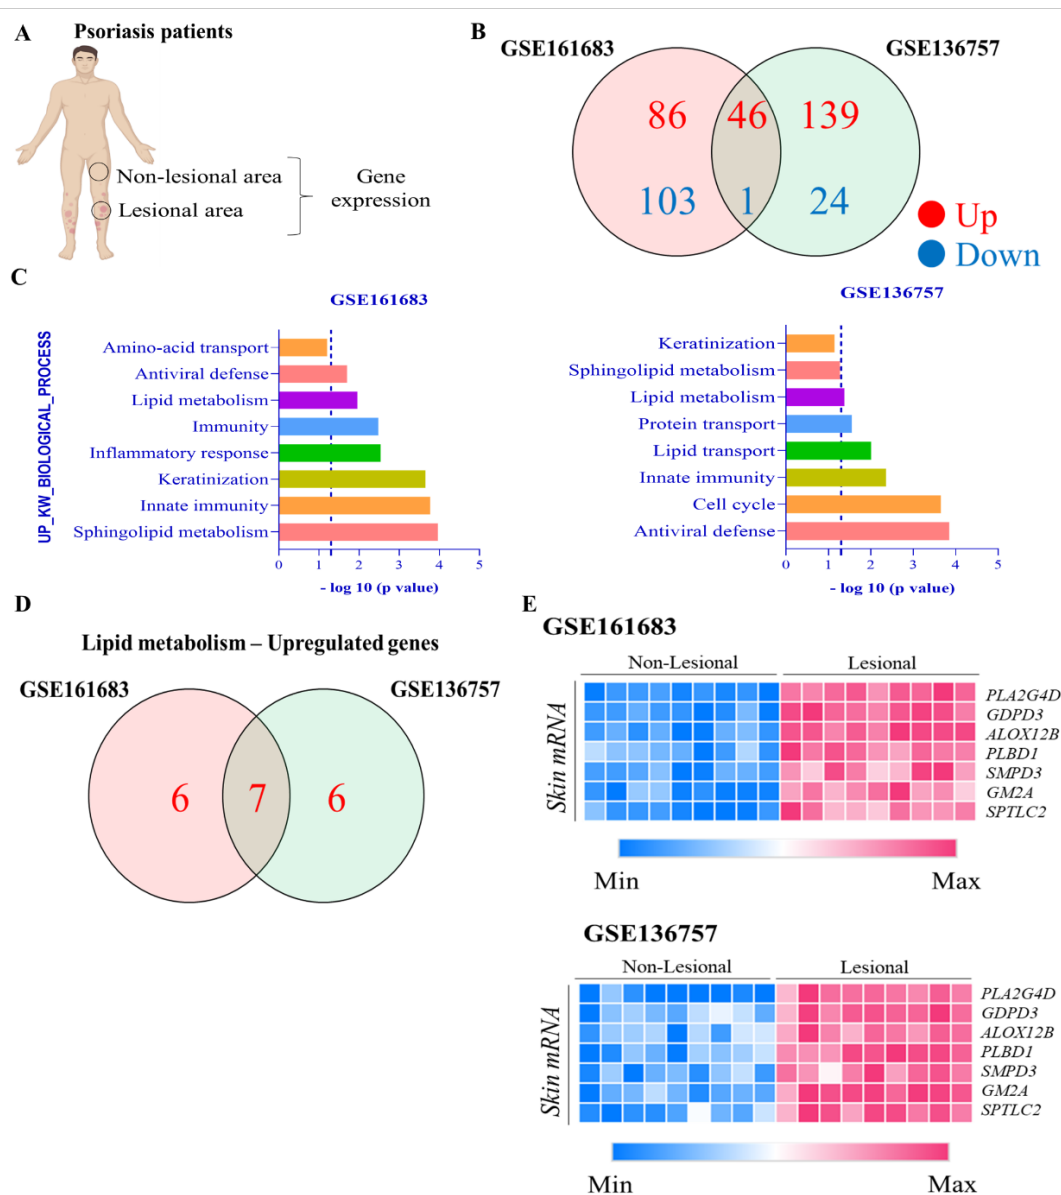 A
Psoriasis patients
Non-lesional area
Lesional area
Gene
expression
B
GSE161683
GSE136757
86
46
139
103
1
24
Up
Down
C
GSE161683
UP_KW_BIOLOGICAL_PROCESS
Amino-acid transport
Antiviral defense
Lipid metabolism
Immunity
Inflammatory response
Keratinization
Innate immunity
Sphingolipid metabolism
0 1 2 3 4 5
- log 10 (p value)
GSE136757
Keratinization
Sphingolipid metabolism
Lipid metabolism
Protein transport
Lipid transport
Innate immunity
Cell cycle
Antiviral defense
0 1 2 3 4 5
- log 10 (p value)
D
Lipid metabolism – Upregulated genes
GSE161683
GSE136757
6
7
6
E
GSE161683
Non-Lesional
Lesional
Skin mRNA
PLA2G4D
GDPD3
ALOX12B
PLBD1
SMPD3
GM2A
SPTLC2
Min
Max
GSE136757
Non-Lesional
Lesional
Skin mRNA
PLA2G4D
GDPD3
ALOX12B
PLBD1
SMPD3
GM2A
SPTLC2
Min
Max